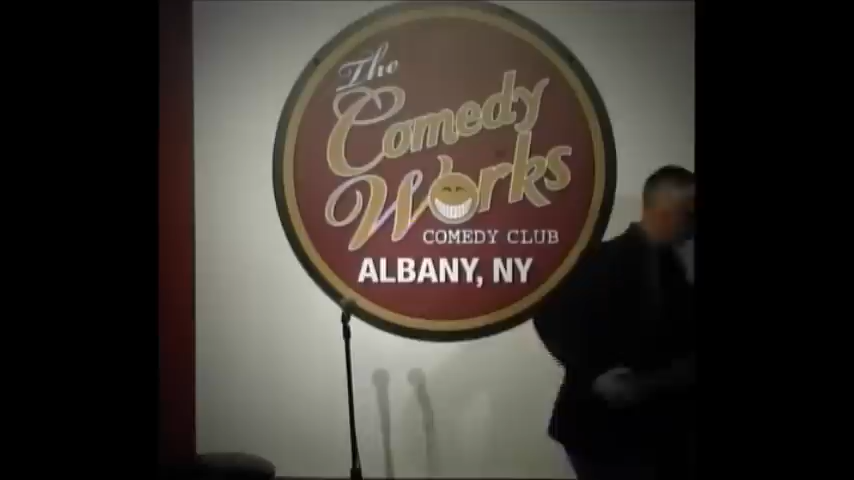 The
Comedy
Works
COMEDY CLUB
ALBANY, NY